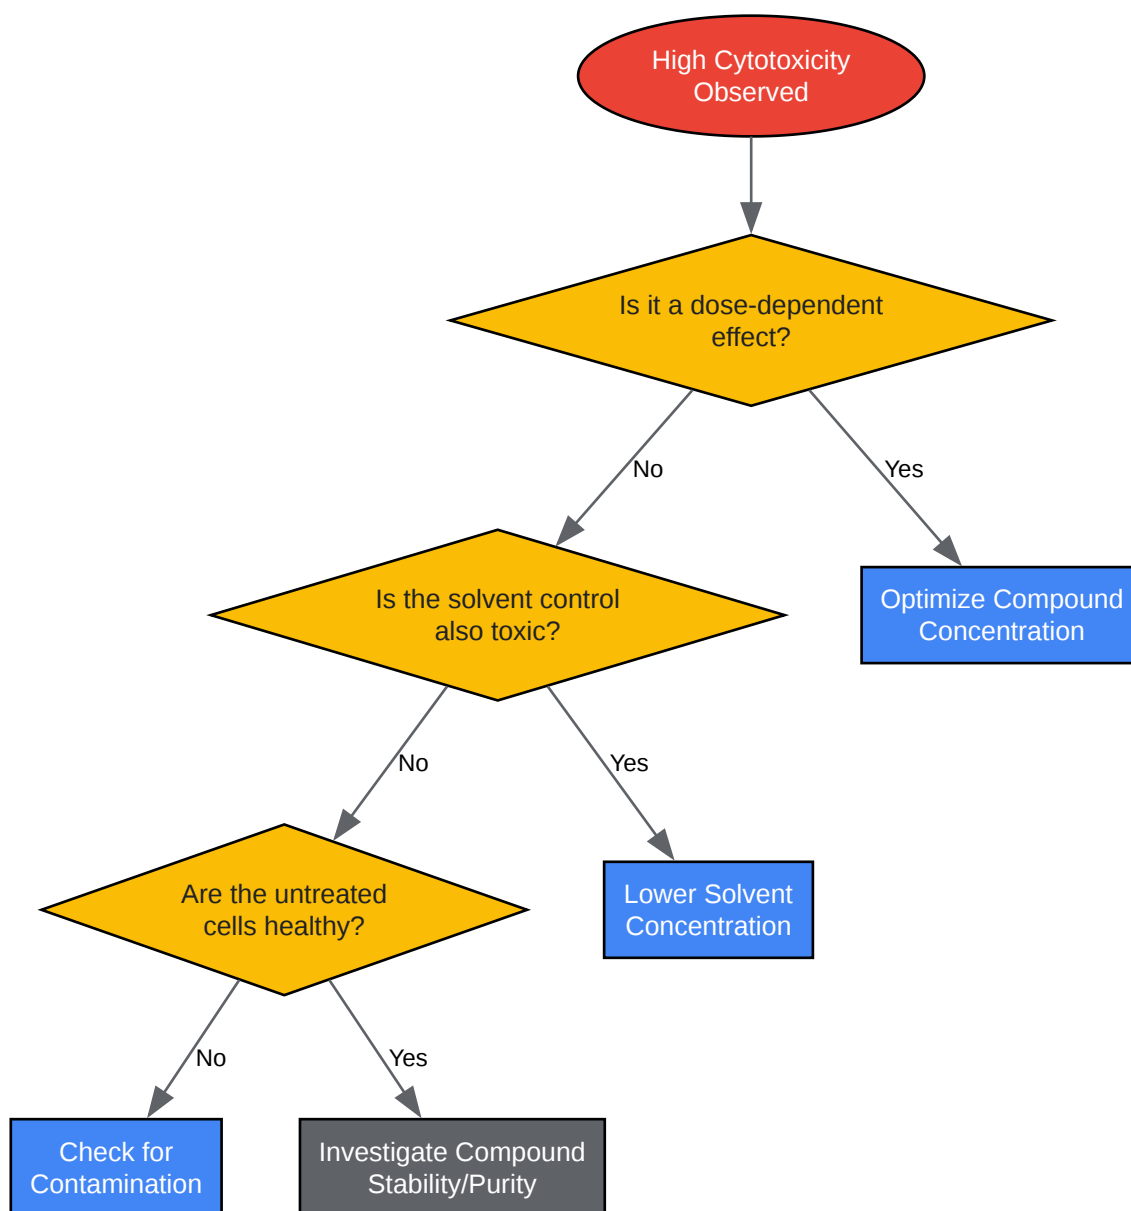 High Cytotoxicity
Observed
Is it a dose-dependent
effect?
No
Yes
Is the solvent control
also toxic?
Optimize Compound
Concentration
No
Yes
Are the untreated
cells healthy?
Lower Solvent
Concentration
No
Yes
Check for
Contamination
Investigate Compound
Stability/Purity